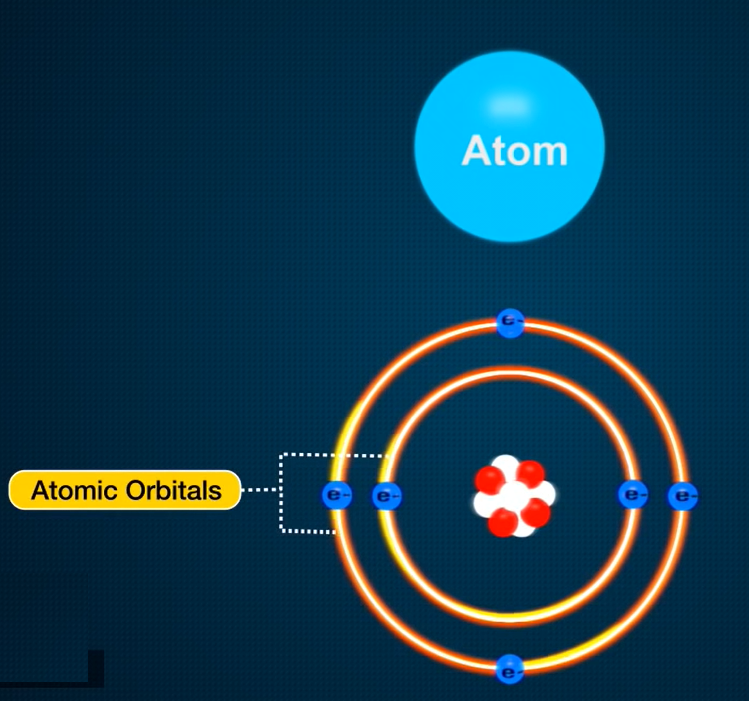 Atom
e-
Atomic Orbitals
e- e- e- e-
e-